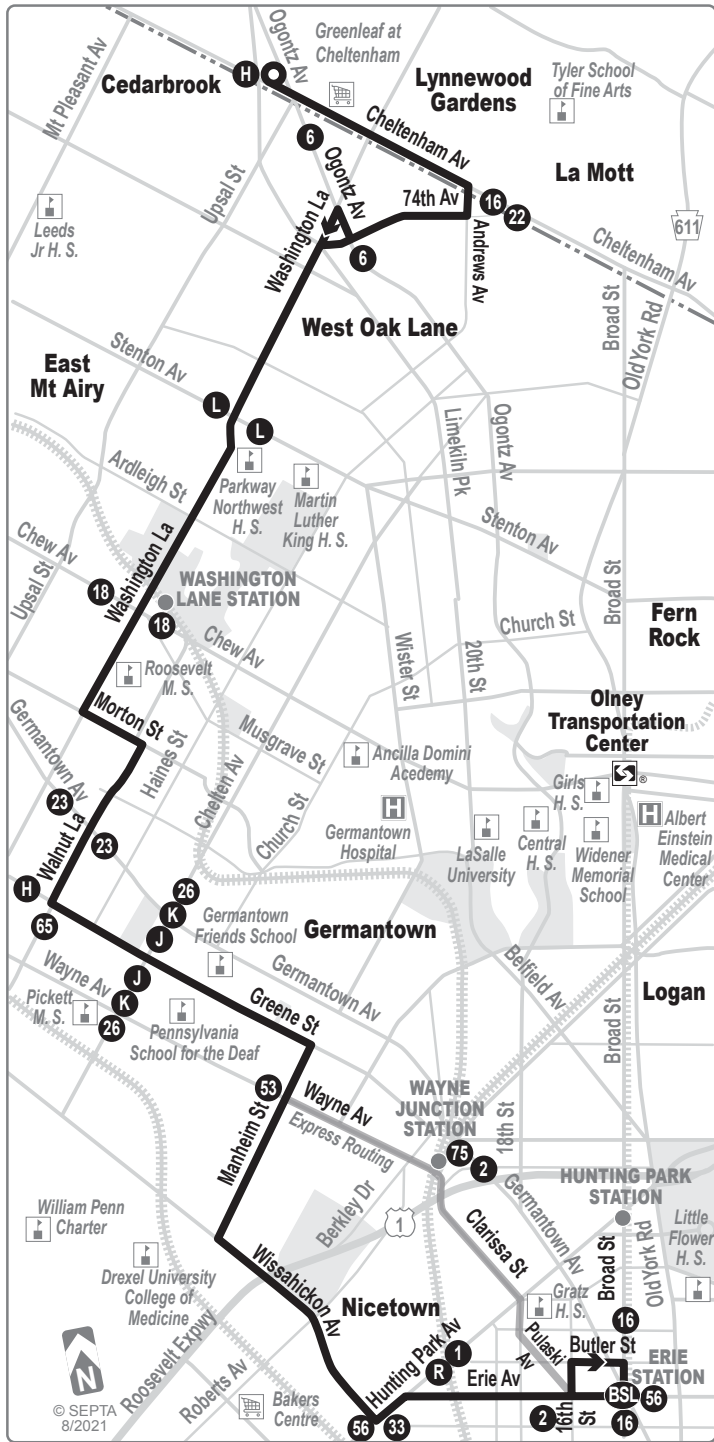 Mt Pleasant Av
Cedarbrook
H
Ogontz Av
Greenleaf at
Cheltenham
Lynnewood
Gardens
Tyler School
of Fine Arts
6
Cheltenham Av
La Mott
Upsal St
Ogontz Av
Washington La
74th Av
16
22
611
Leeds
Jr H. S.
6
Andrews Av
Cheltenham Av
Broad St
Old York Rd
West Oak Lane
East
Mt Airy
Stenton Av
L
L
Limekiln Pk
Ogontz Av
Ardleigh St
Parkway
Northwest
H. S.
Martin
Luther
King H. S.
Stenton Av
Chew Av
Washington La
Upsal St
18
WASHINGTON
LANE STATION
18
Broad St
Church St
Fern
Rock
Chew Av
Wister St
20th St
Roosevelt
M. S.
Morton St
Olney
Transportation
Center
®
Germantown Av
Haines St
Musgrave St
Ancilla Domini
Acedemy
Girls
H. S.
23
Chelten Av
Church St
H
Germantown
Hospital
LaSalle
University
Central
H. S.
Widener
Memorial
School
H
Albert
Einstein
Medical
Center
Walnut La
23
H
65
26
K
J
Germantown
Friends School
Germantown
Wayne Av
J
K
26
Pickett
M. S.
Pennsylvania
School for the Deaf
Greene St
Germantown Av
Belfield Av
Logan
Broad St
53
Wayne Av
Express Routing
WAYNE
JUNCTION
STATION
18th St
75
2
Manheim St
Berkley Dr
1
Germantown Av
HUNTING PARK
STATION
William Penn
Charter
Drexel University
College of
Medicine
Clarissa St
Broad St
Old York Rd
Little
Flower
H. S.
Wissahickon Av
Nicetown
Gratz
H. S.
Roosevelt Expwy
Pulaski
Av
16
Butler St
N
Hunting Park Av
1
R
Erie Av
ERIE
STATION
Roberts Av
Bakers
Centre
BSL
56
© SEPTA
8/2021
56
33
2
16th
St
16